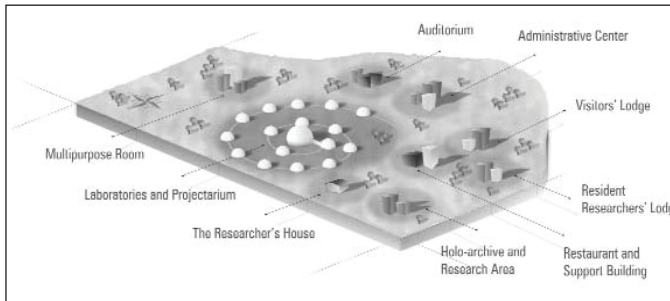 Auditorium
Administrative Center
Visitors' Lodge
Multipurpose Room
Laboratories and Projectarium
Resident
Researchers' Lodg
The Researcher's House
Holo-archive and
Research Area
Restaurant and
Support Building